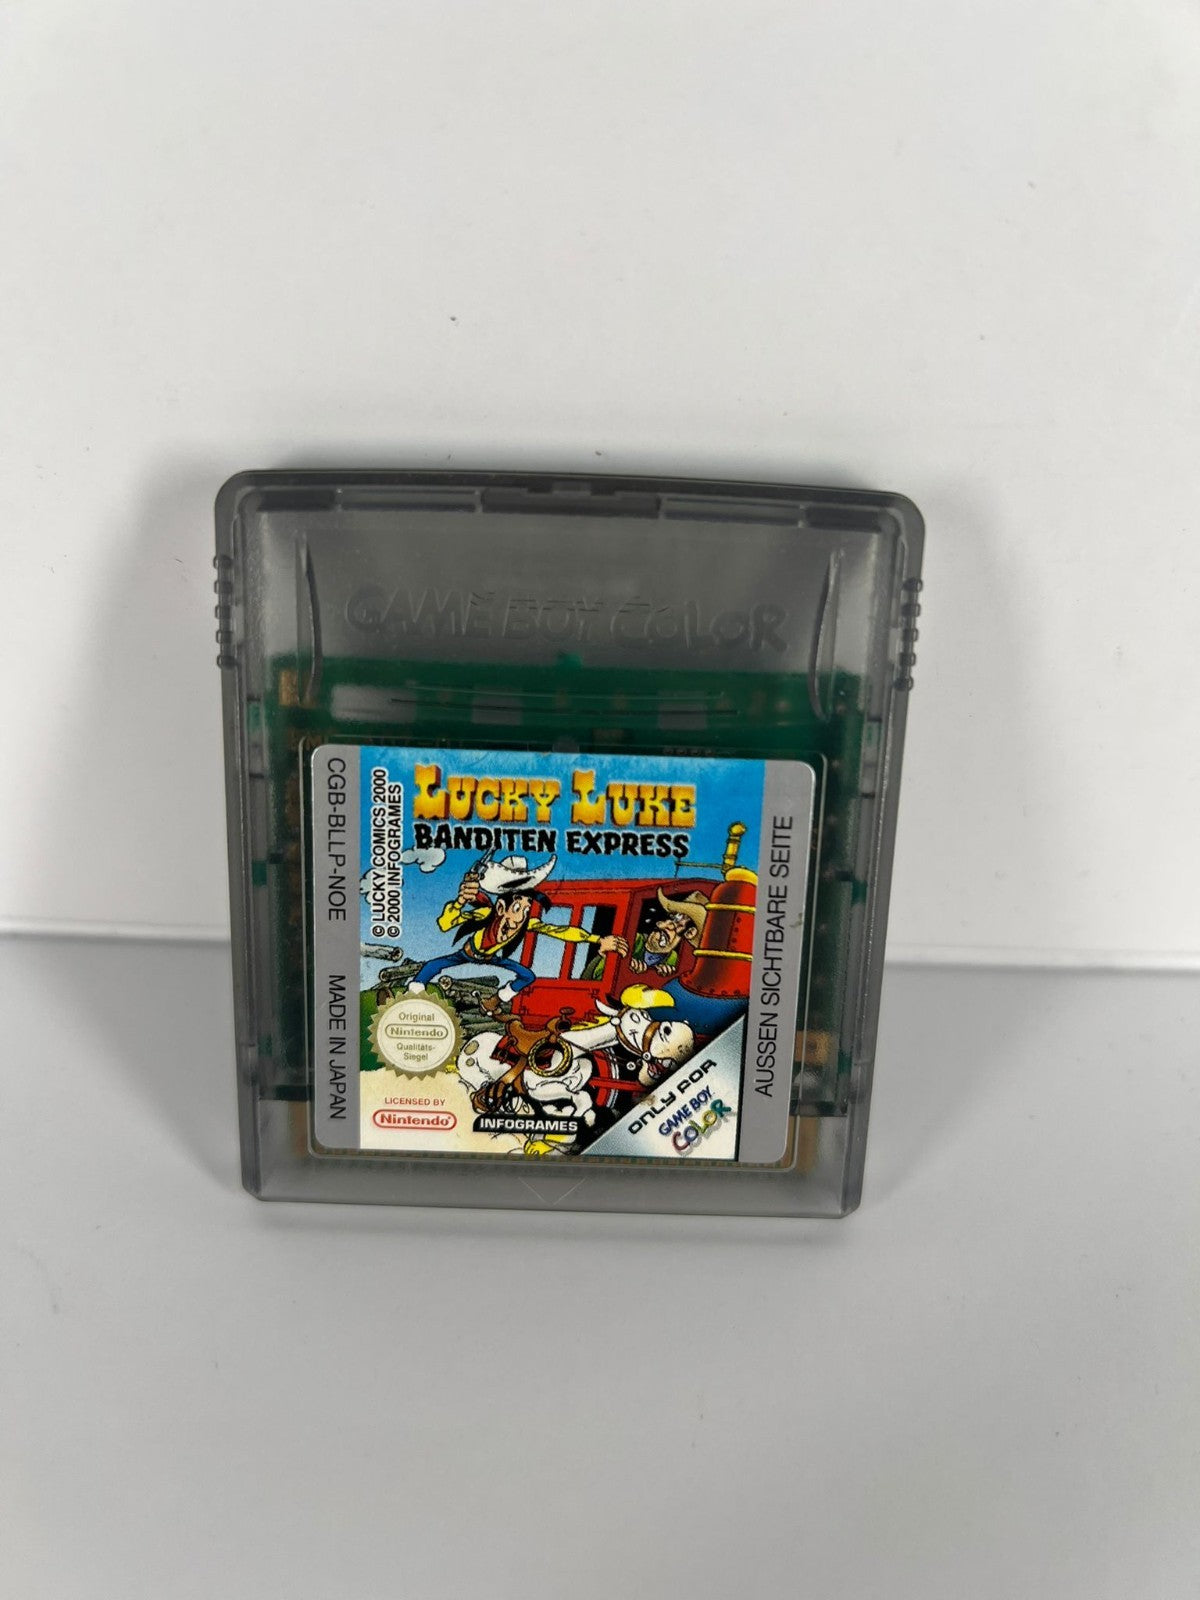 GAME BOY COLOR
CGB-BLLP-NOE MADE IN JAPAN
© LUCKY COMICS 2000
© 2000 INFOGRAMES
LUCKY LUKE
BANDITEN EXPRESS
Original
Nintendo
Qualitäts-
Siegel
LICENSED BY
Nintendo
INFOGRAMES
ONLY FOR
GAME BOY
COLOR
AUSSEN SICHTBARE SEITE